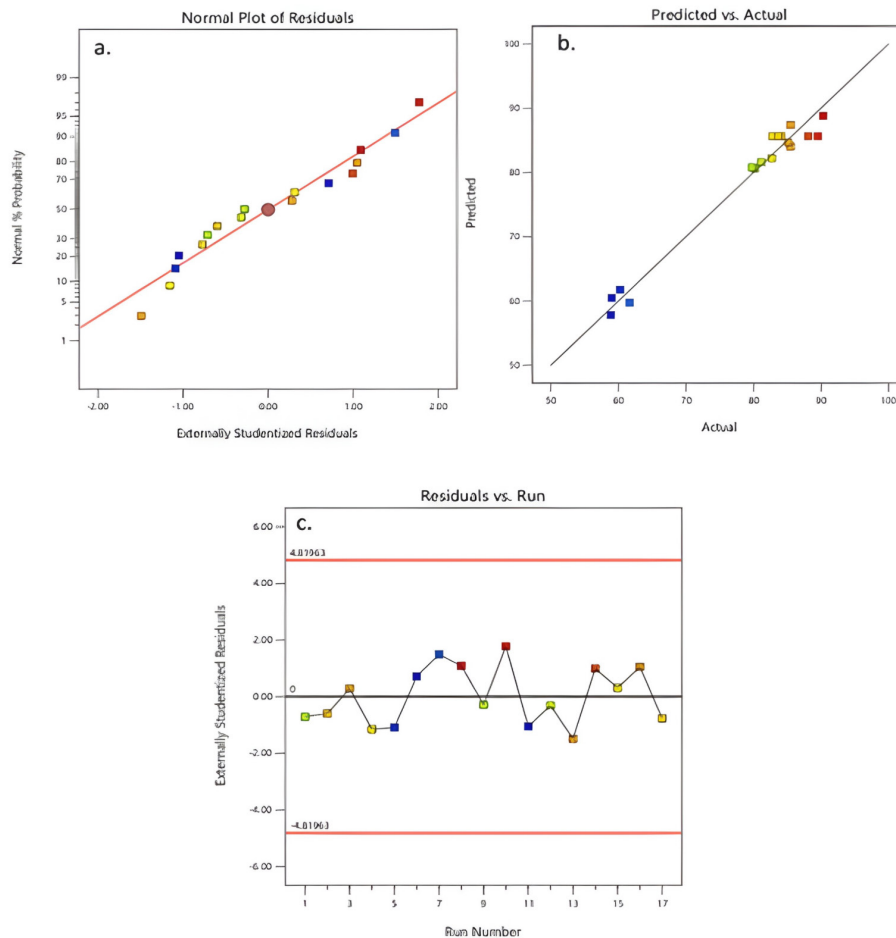 Normal Plot of Residuals
a.
Normal % Probability
99
95
90
80
70
50
30
20
10
5
1
-2.00 -1.00 0.00 1.00 2.00
Externally Studentized Residuals
Predicted vs. Actual
b.
Predicted
100
90
80
70
60
50
50 60 70 80 90 100
Actual
Residuals vs. Run
c.
Externally Studentized Residuals
6.00
4.00
2.00
0.00
-2.00
-4.00
-6.00
4.81963
0
-4.81963
1 3 5 7 9 11 13 15 17
Run Number